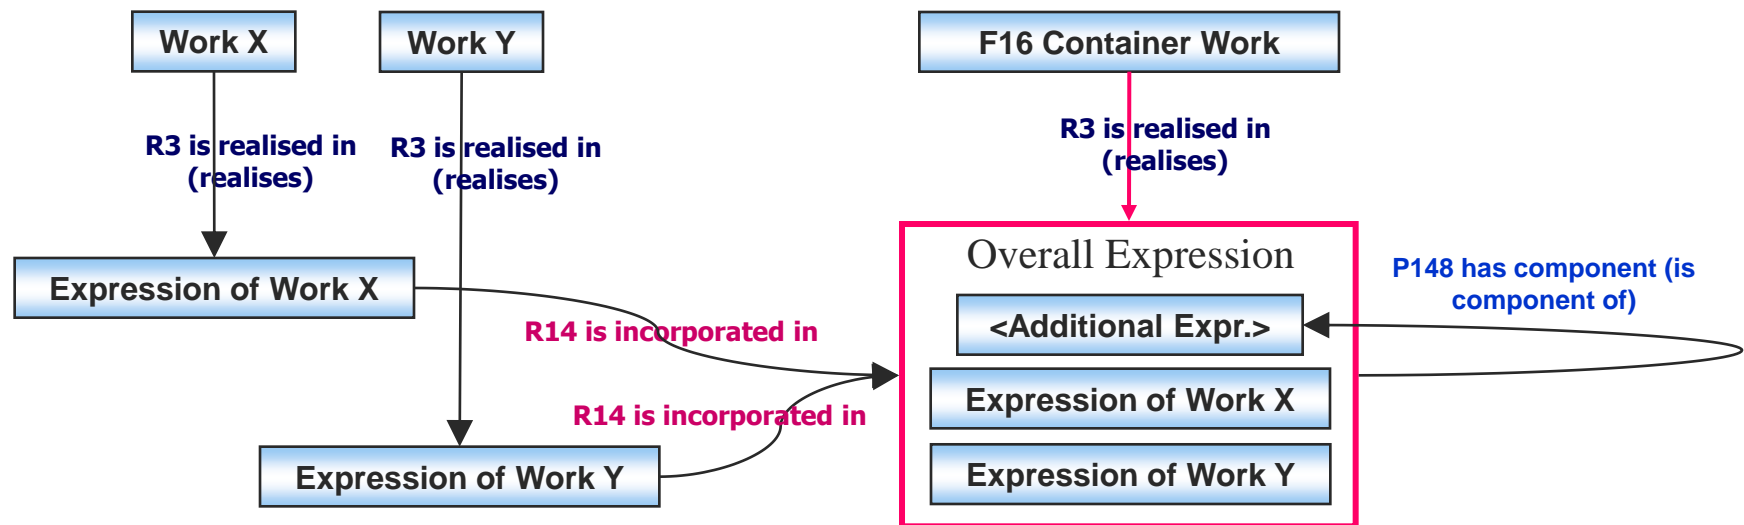 Work X
Work Y
F16 Container Work
R3 is realised in
(realises)
R3 is realised in
(realises)
R3 is realised in
(realises)
Expression of Work X
Overall Expression
P148 has component (is
component of)
<Additional Expr.>
R14 is incorporated in
Expression of Work X
R14 is incorporated in
Expression of Work Y
Expression of Work Y